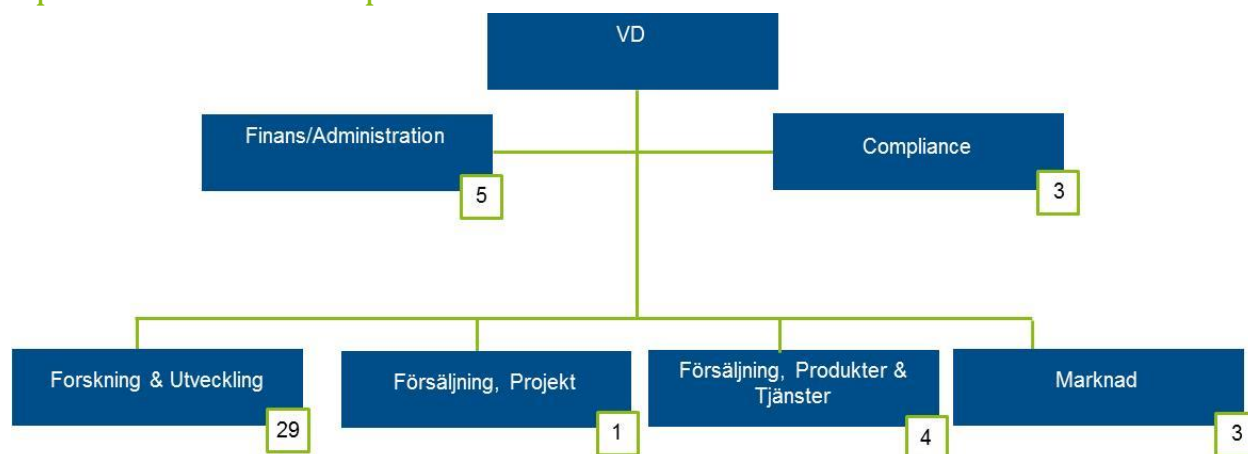 VD
Finans/Administration
5
Compliance
3
Forskning & Utveckling
29
Försäljning, Projekt
1
Försäljning, Produkter &
Tjänster
4
Marknad
3